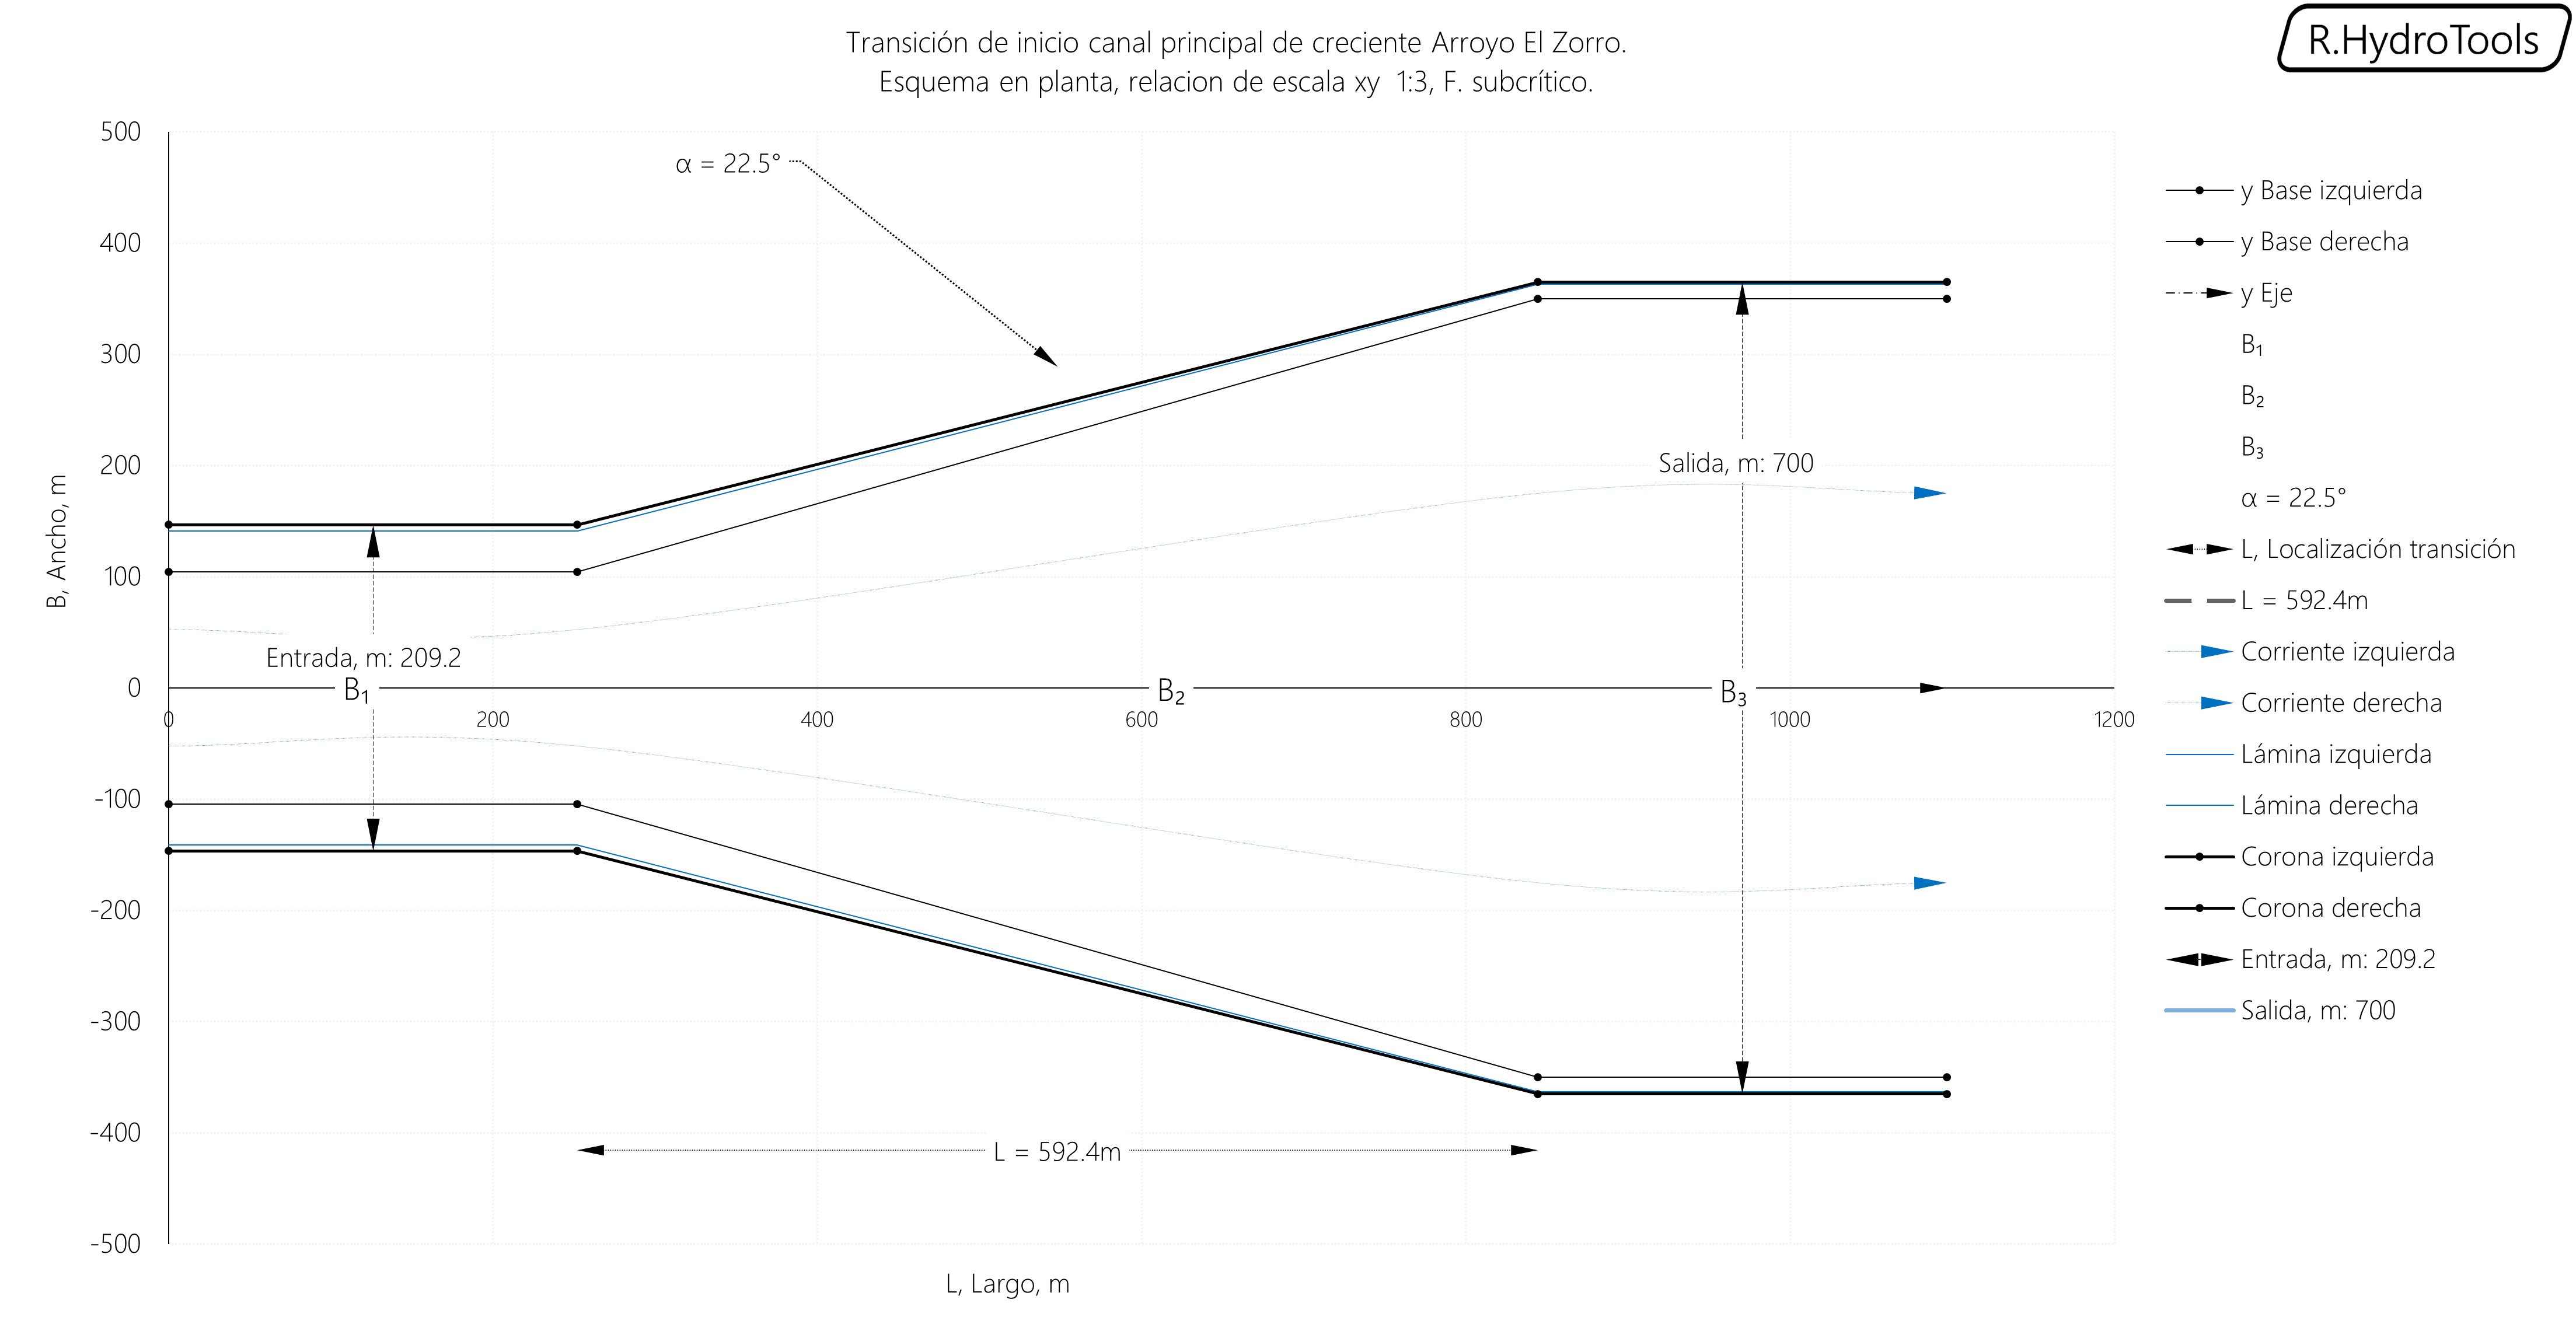 R.HydroTools
Transición de inicio canal principal de creciente Arroyo El Zorro.
Esquema en planta, relacion de escala xy  1:3, F. subcrítico.
500
400
300
200
100
0
-100
-200
-300
-400
-500
B, Ancho, m
α = 22.5°
Salida, m: 700
Entrada, m: 209.2
B₁
B₂
B₃
0
200
400
600
800
1000
1200
L = 592.4m
L, Largo, m
y Base izquierda
y Base derecha
y Eje
B₁
B₂
B₃
α = 22.5°
L, Localización transición
L = 592.4m
Corriente izquierda
Corriente derecha
Lámina izquierda
Lámina derecha
Corona izquierda
Corona derecha
Entrada, m: 209.2
Salida, m: 700